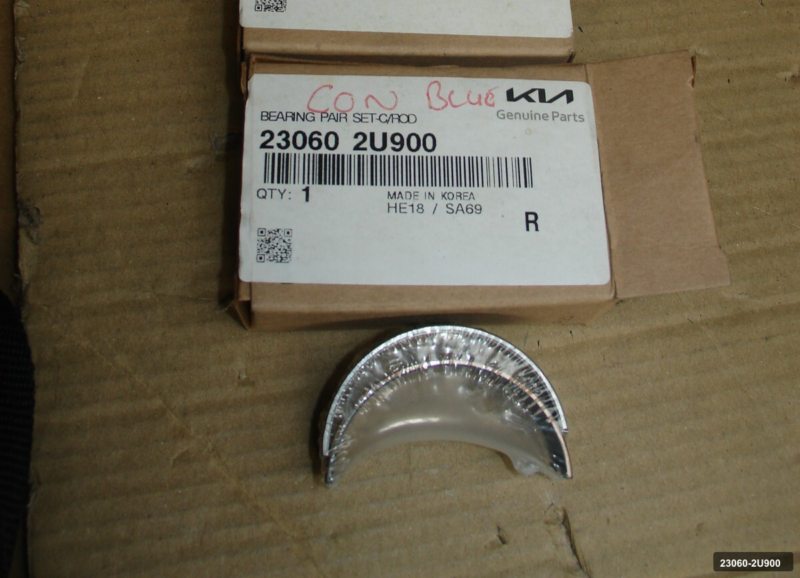 CON BLUE
KIA
Genuine Parts
BEARING PAIR SET-C/ROD
23060 2U900
QTY: 1
MADE IN KOREA
HE18 / SA69
R
23060-2U900